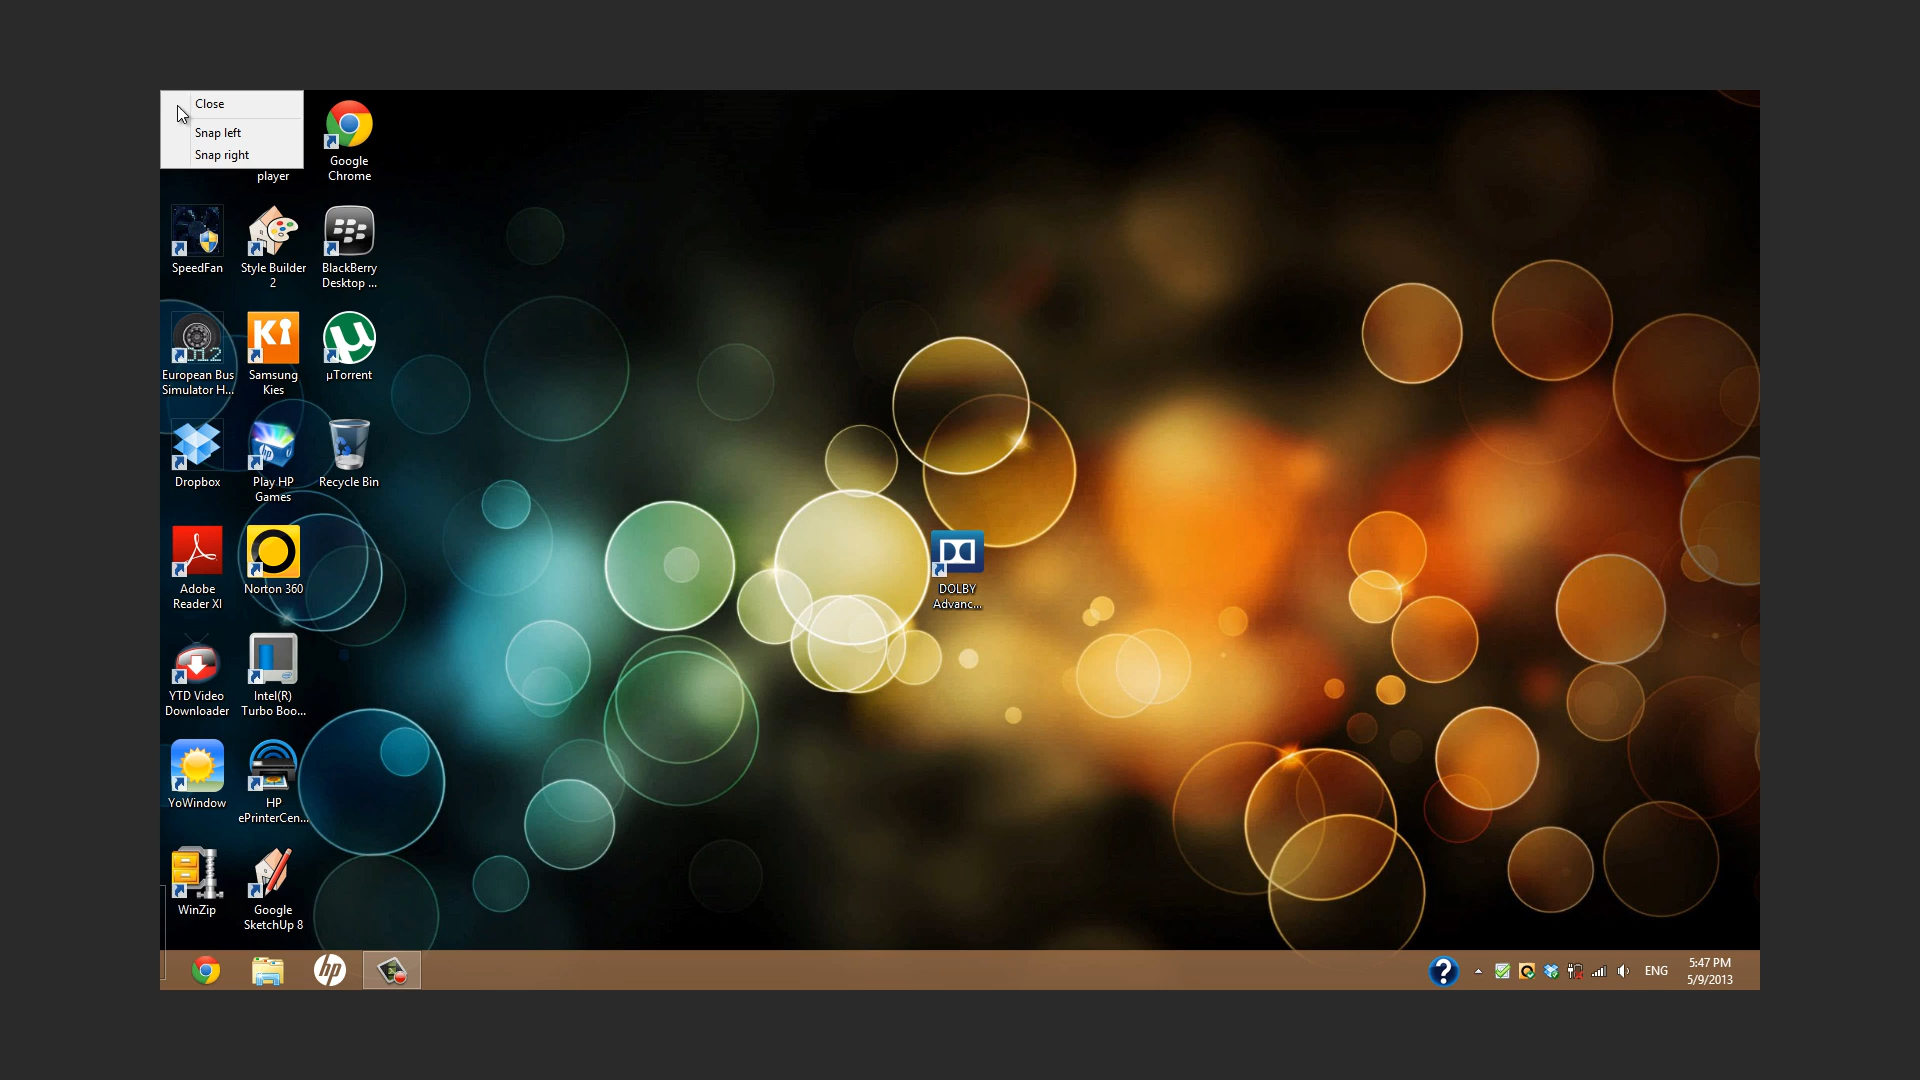 Close
Snap left
Snap right
player
Google
Chrome
SpeedFan
Style Builder
2
BlackBerry
Desktop ...
European Bus
Simulator H...
Samsung
Kies
µTorrent
Dropbox
Play HP
Games
Recycle Bin
Adobe
Reader XI
Norton 360
DOLBY
Advanc...
YTD Video
Downloader
Intel(R)
Turbo Boo...
YoWindow
HP
ePrinterCen...
WinZip
Google
SketchUp 8
hp
?
ENG
5:47 PM
5/9/2013